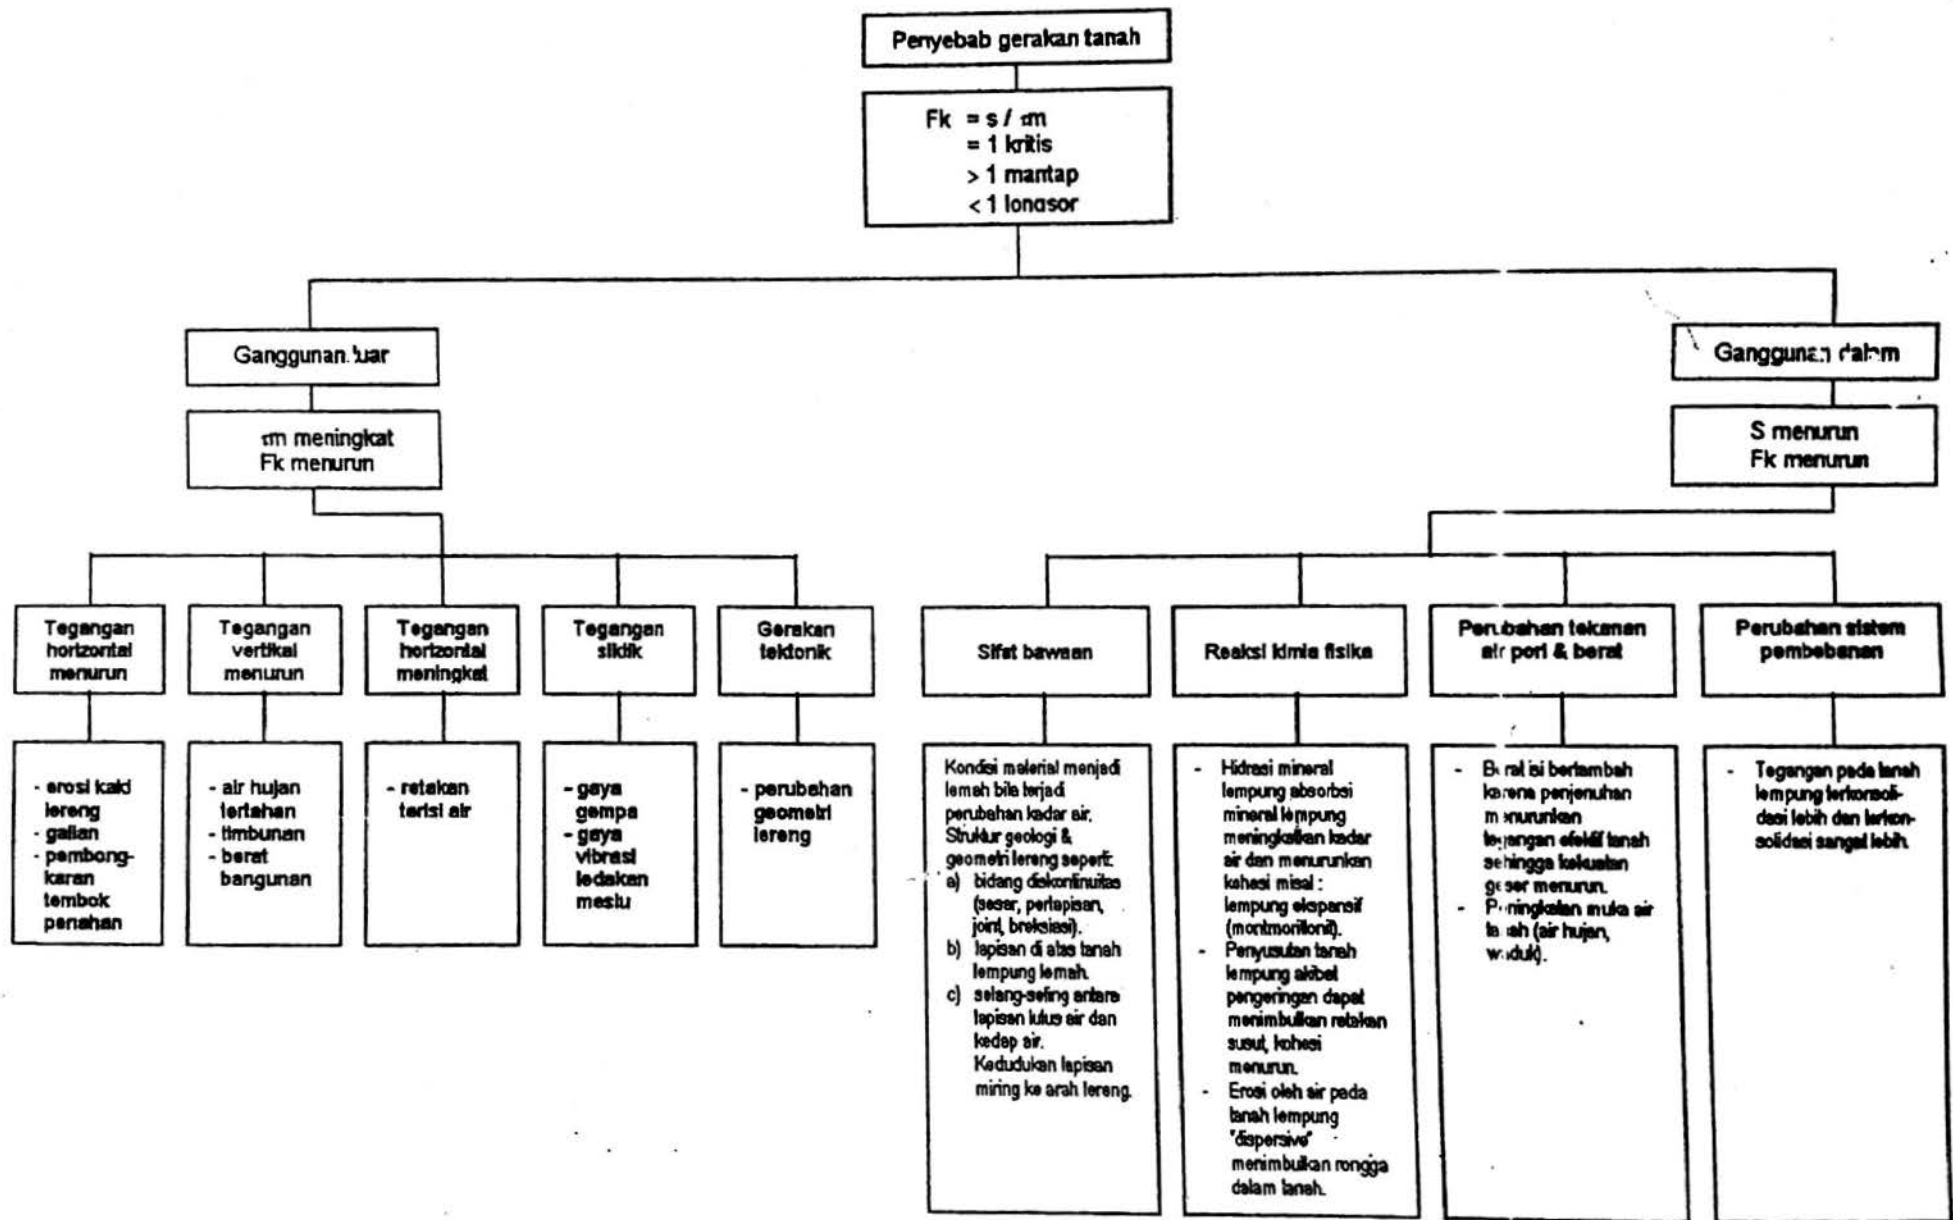 Penyebab gerakan tanah
Fk = s / τm
= 1 kritis
> 1 mantap
< 1 longsor
Ganggunan luar
τm meningkat
Fk menurun
Ganggunan dalam
S menurun
Fk menurun
Tegangan
horizontal
menurun
- erosi kaki
lereng
- galian
- pembong-
karan
tembok
penahan
Tegangan
vertikal
menurun
- air hujan
tertahan
- timbunan
- berat
bangunan
Tegangan
horizontal
meningkat
- retakan
terisi air
Tegangan
siklik
- gaya
gempa
- gaya
vibrasi
ledakan
mesiu
Gerakan
tektonik
- perubahan
geometri
lereng
Sifat bawaan
Kondisi material menjadi
lemah bila terjadi
perubahan kadar air.
Struktur geologi &
geometri lereng seperti:
a) bidang diskontinuitas
(sesar, perlapisan,
joint, breksiasi).
b) lapisan di atas tanah
lempung lemah.
c) selang-seling antara
lapisan lulus air dan
kedap air.
Kedudukan lapisan
miring ke arah lereng.
Reaksi kimia fisika
- Hidrasi mineral
lempung absorbsi
mineral lempung
meningkatkan kadar
air dan menurunkan
kohesi misal :
lempung ekspansif
(montmorillonit).
- Penyusutan tanah
lempung akibat
pengeringan dapat
menimbulkan retakan
susut, kohesi
menurun.
- Erosi oleh air pada
tanah lempung
"dispersive"
menimbulkan rongga
dalam tanah.
Perubahan tekanan
air pori & berat
- Berat isi bertambah
karena penjenuhan
menurunkan
tegangan efektif tanah
sehingga kekuatan
geser menurun.
- Peningkatan muka air
tanah (air hujan,
waduk).
Perubahan sistem
pembebanan
- Tegangan pada tanah
lempung terkonsoli-
dasi lebih dan terkon-
solidasi sangat lebih.